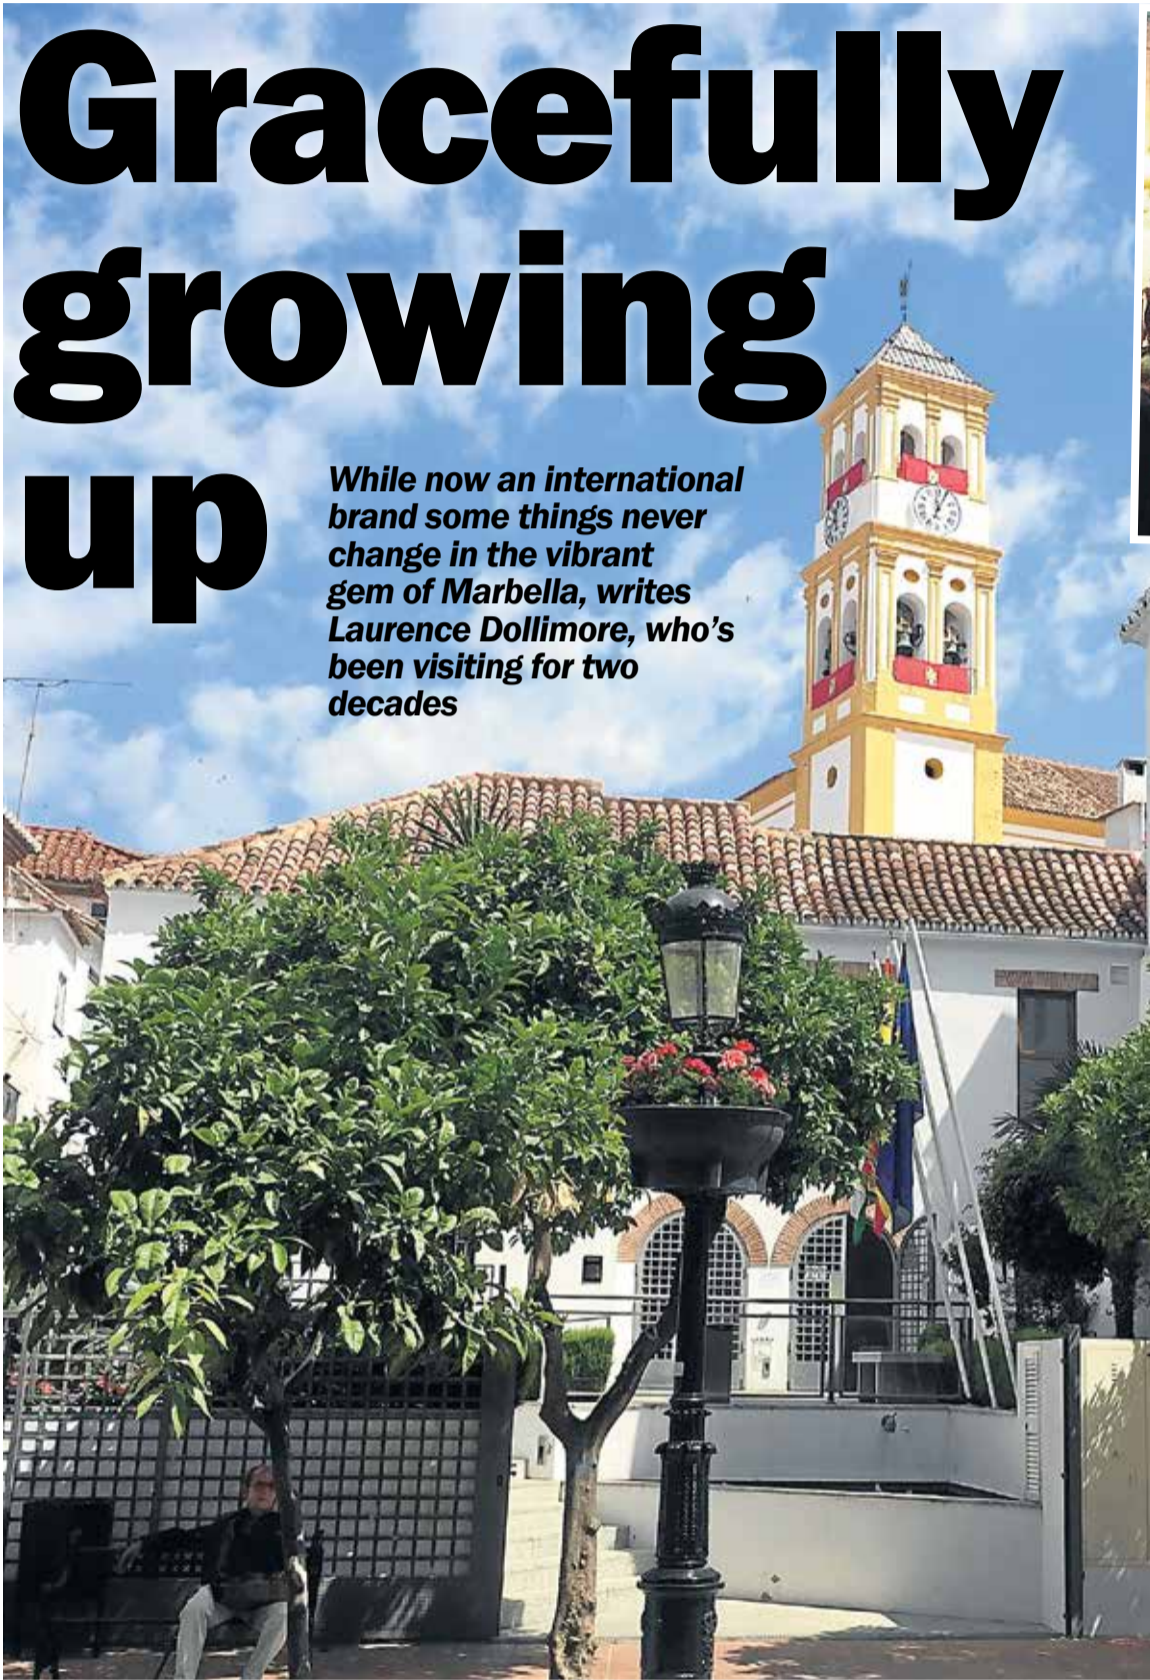 Gracefully
growing
up
While now an international
brand some things never
change in the vibrant
gem of Marbella, writes
Laurence Dollimore, who’s
been visiting for two
decades